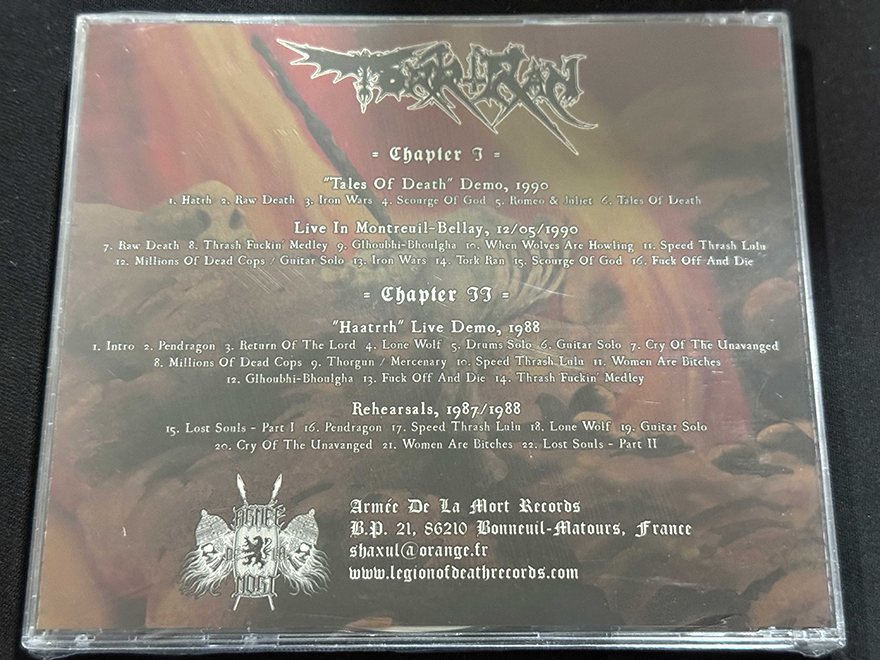 Tork Ran
= Chapter I =
"Tales Of Death" Demo, 1990
1. Hatrh 2. Raw Death 3. Iron Wars 4. Scourge Of God 5. Romeo & Juliet 6. Tales Of Death
Live In Montreuil-Bellay, 12/05/1990
7. Raw Death 8. Thrash Fuckin' Medley 9. Glhoubhi-Bhoulgha 10. When Wolves Are Howling 11. Speed Thrash Lulu
12. Millions Of Dead Cops / Guitar Solo 13. Iron Wars 14. Tork Ran 15. Scourge Of God 16. Fuck Off And Die
= Chapter II =
"Haatrrh" Live Demo, 1988
1. Intro 2. Pendragon 3. Return Of The Lord 4. Lone Wolf 5. Drums Solo 6. Guitar Solo 7. Cry Of The Unavanged
8. Millions Of Dead Cops 9. Thorgun / Mercenary 10. Speed Thrash Lulu 11. Women Are Bitches
12. Glhoubhi-Bhoulgha 13. Fuck Off And Die 14. Thrash Fuckin' Medley
Rehearsals, 1987/1988
15. Lost Souls - Part I 16. Pendragon 17. Speed Thrash Lulu 18. Lone Wolf 19. Guitar Solo
20. Cry Of The Unavanged 21. Women Are Bitches 22. Lost Souls - Part II
Armée De La Mort Records
B.P. 21, 86210 Bonneuil-Matours, France
shaxul@orange.fr
www.legionofdeathrecords.com